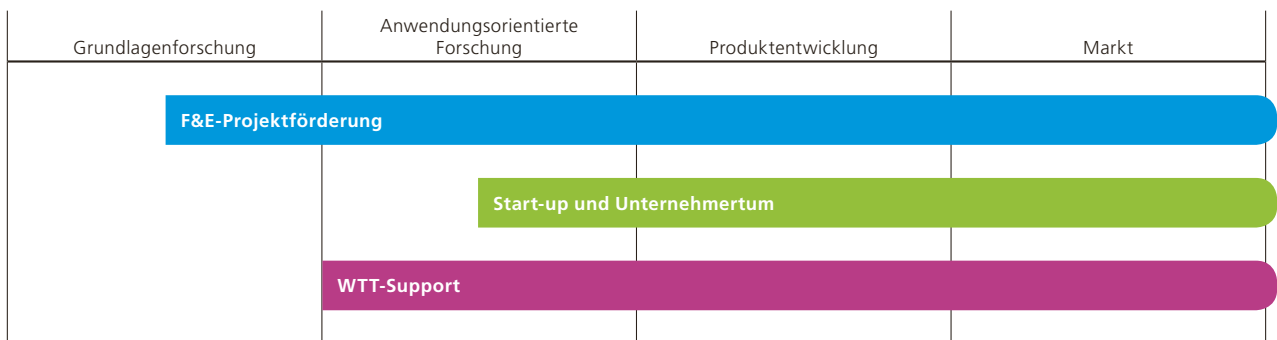 Grundlagenforschung
Anwendungsorientierte
Forschung
Produktentwicklung
Markt
F&E-Projektförderung
Start-up und Unternehmertum
WTT-Support